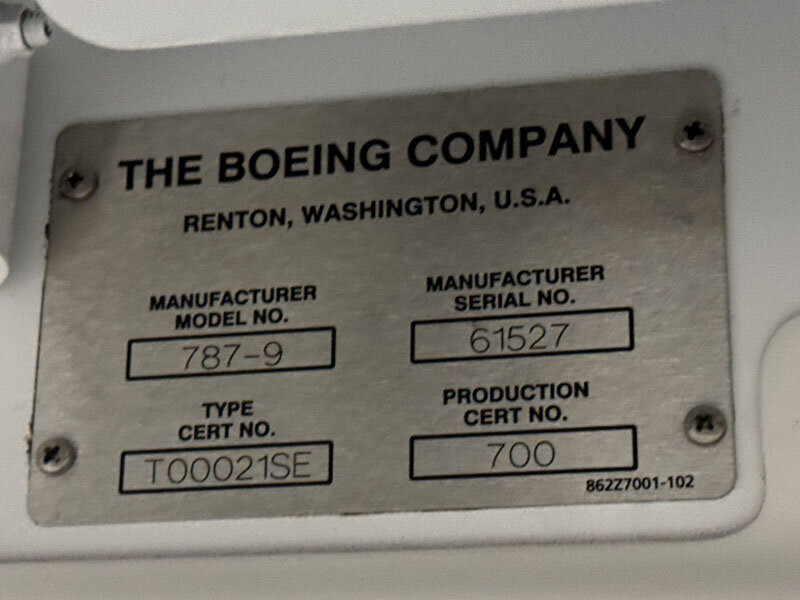 THE BOEING COMPANY
RENTON, WASHINGTON, U.S.A.
MANUFACTURER
MODEL NO.
787-9
MANUFACTURER
SERIAL NO.
61527
TYPE
CERT NO.
T00021SE
PRODUCTION
CERT NO.
700
862Z7001-102